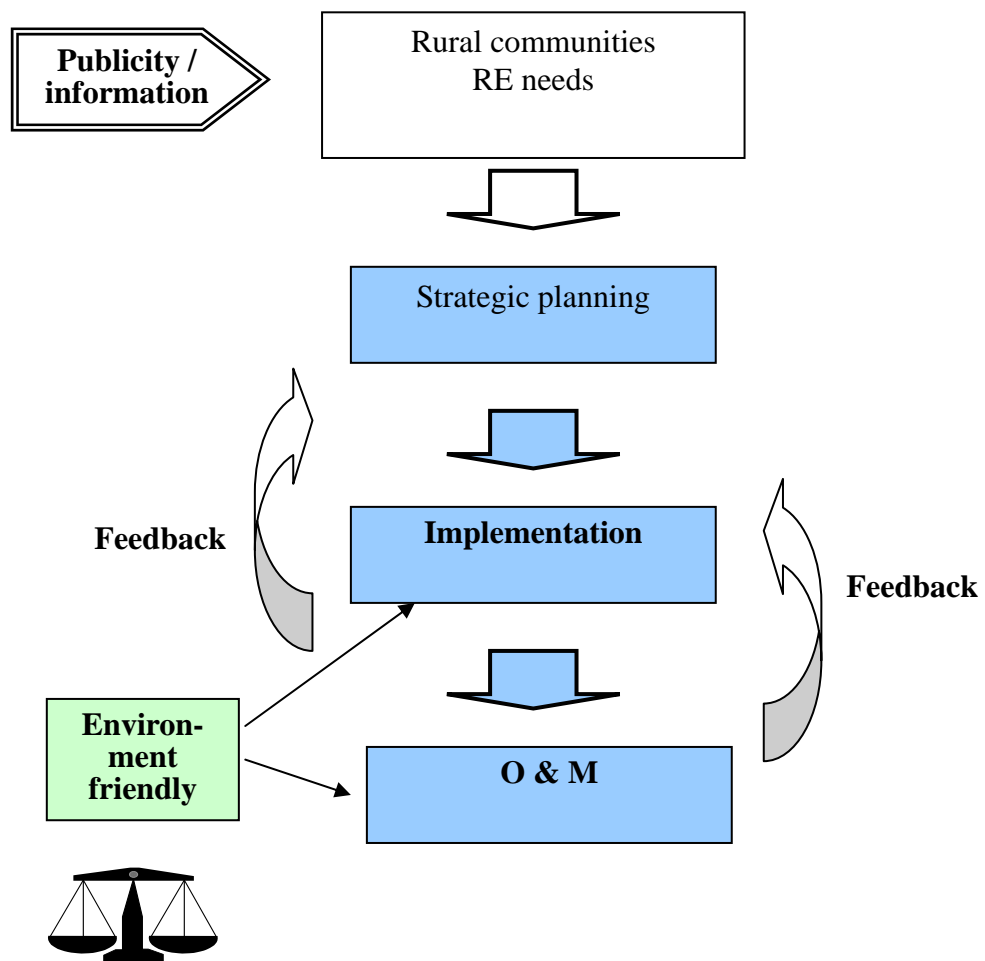 Publicity /
information
Rural communities
RE needs
Strategic planning
Feedback
Implementation
Feedback
Environ-
ment
friendly
O & M